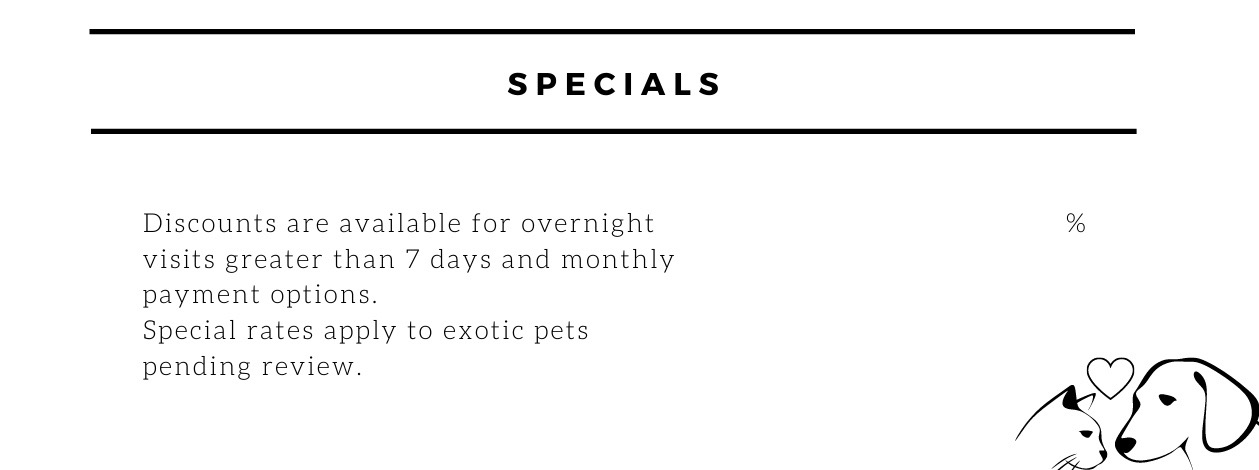 SPECIALS
Discounts are available for overnight
%
visits greater than 7 days and monthly
payment options.
Special rates apply to exotic pets
pending review.